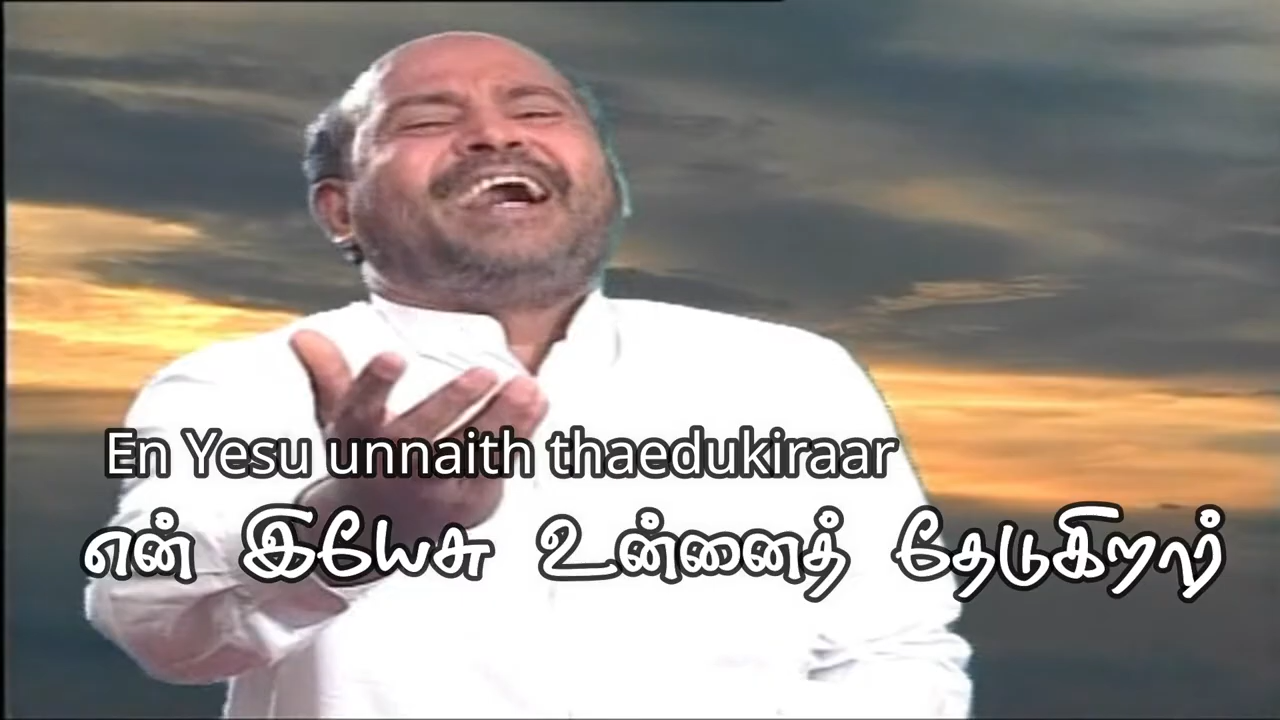 En Yesu unnaith thaedukiraar
என் இயேசு உன்னைத் தேடுகிறார்